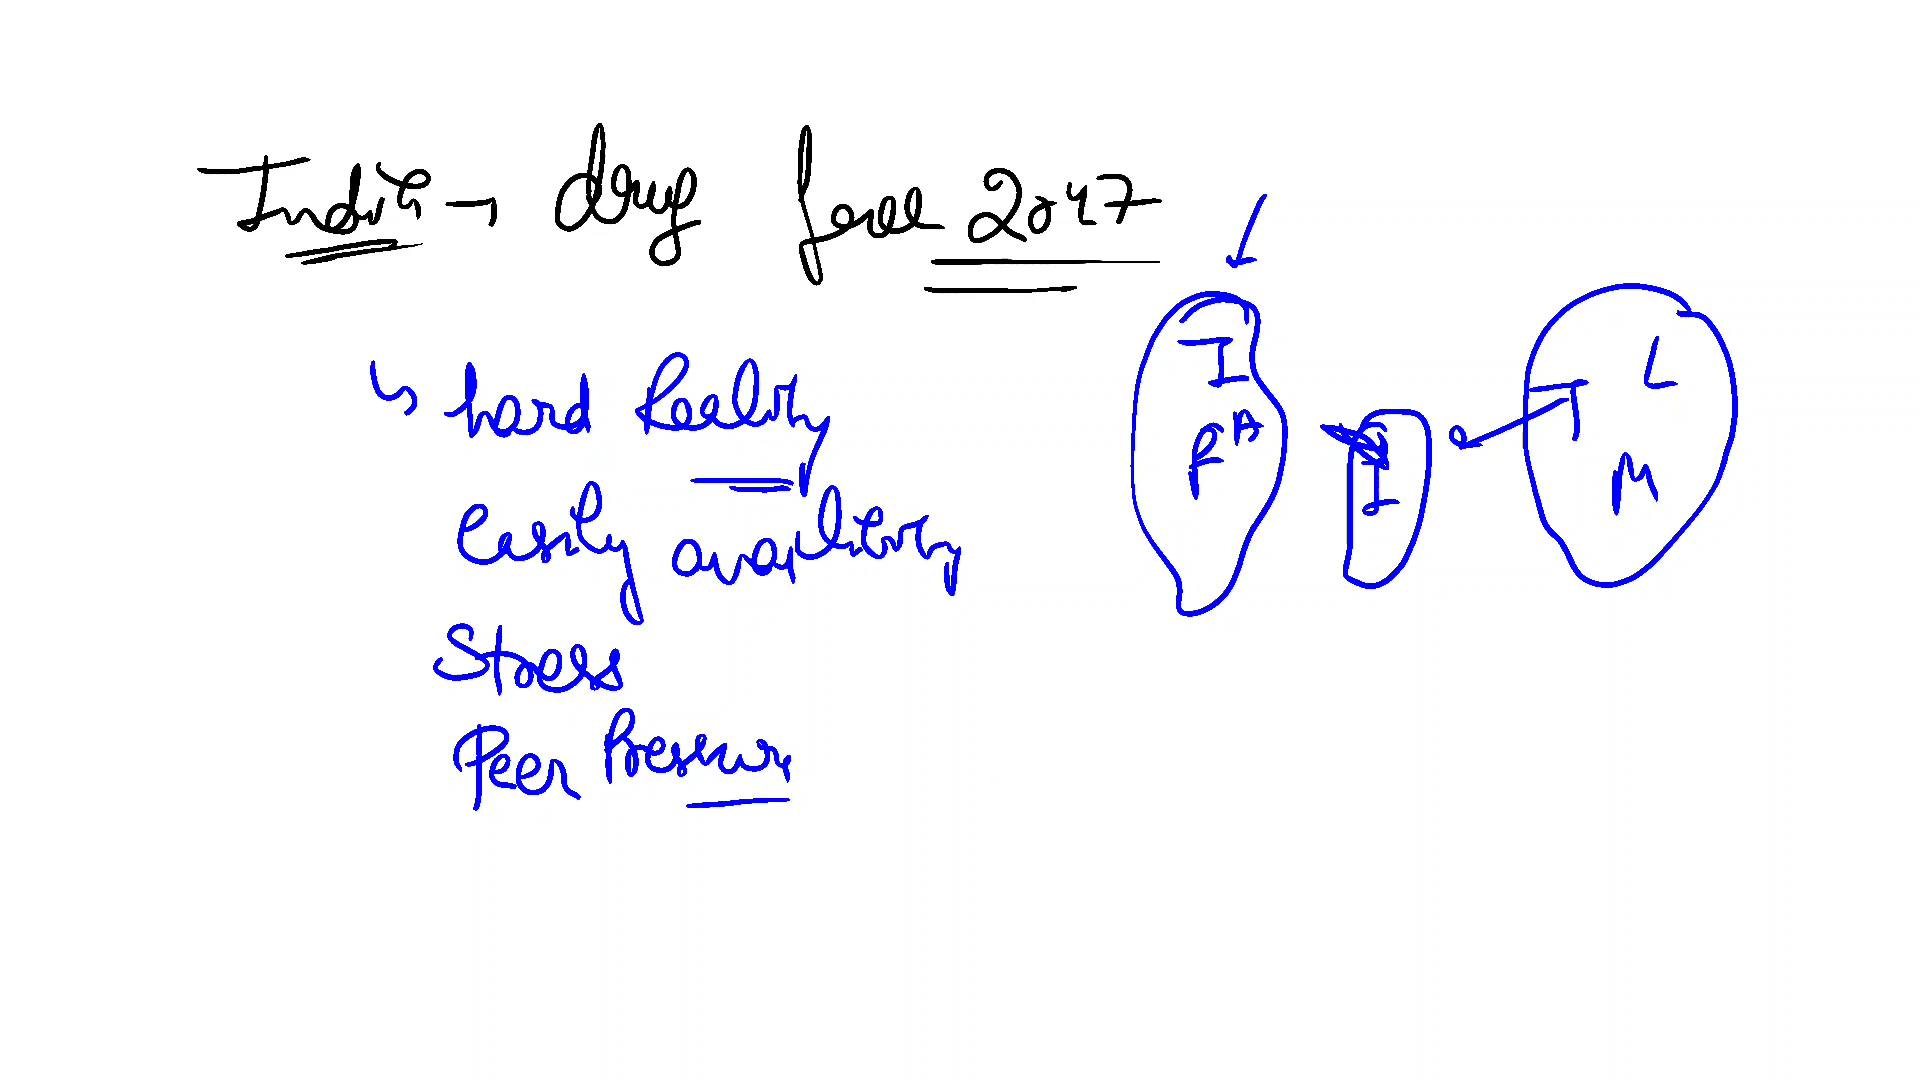 India → drug free 2047
↳ hard Reality
Easily availability
Stress
Peer Pressure
I
P A
I
T L
M